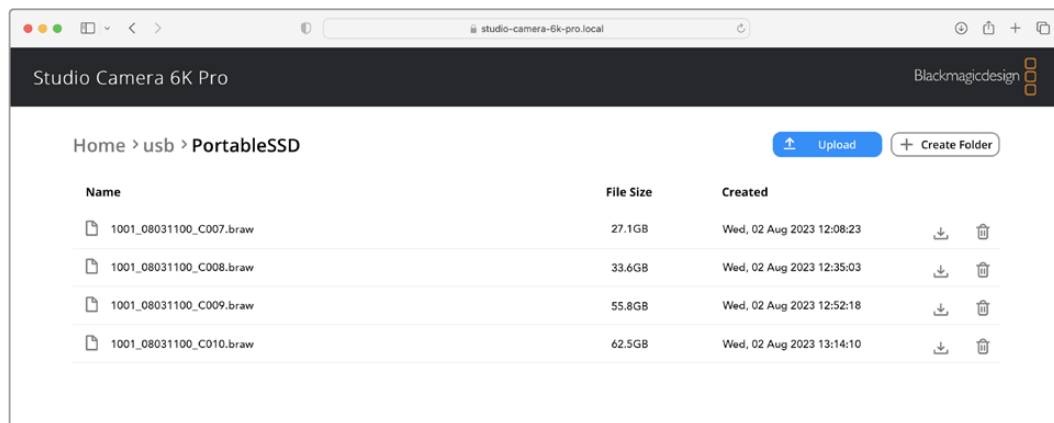 studio-camera-6k-pro.local
Studio Camera 6K Pro
Blackmagicdesign
Home > usb > PortableSSD
Upload
+ Create Folder
Name File Size Created
1001_08031100_C007.braw 27.1GB Wed, 02 Aug 2023 12:08:23
1001_08031100_C008.braw 33.6GB Wed, 02 Aug 2023 12:35:03
1001_08031100_C009.braw 55.8GB Wed, 02 Aug 2023 12:52:18
1001_08031100_C010.braw 62.5GB Wed, 02 Aug 2023 13:14:10